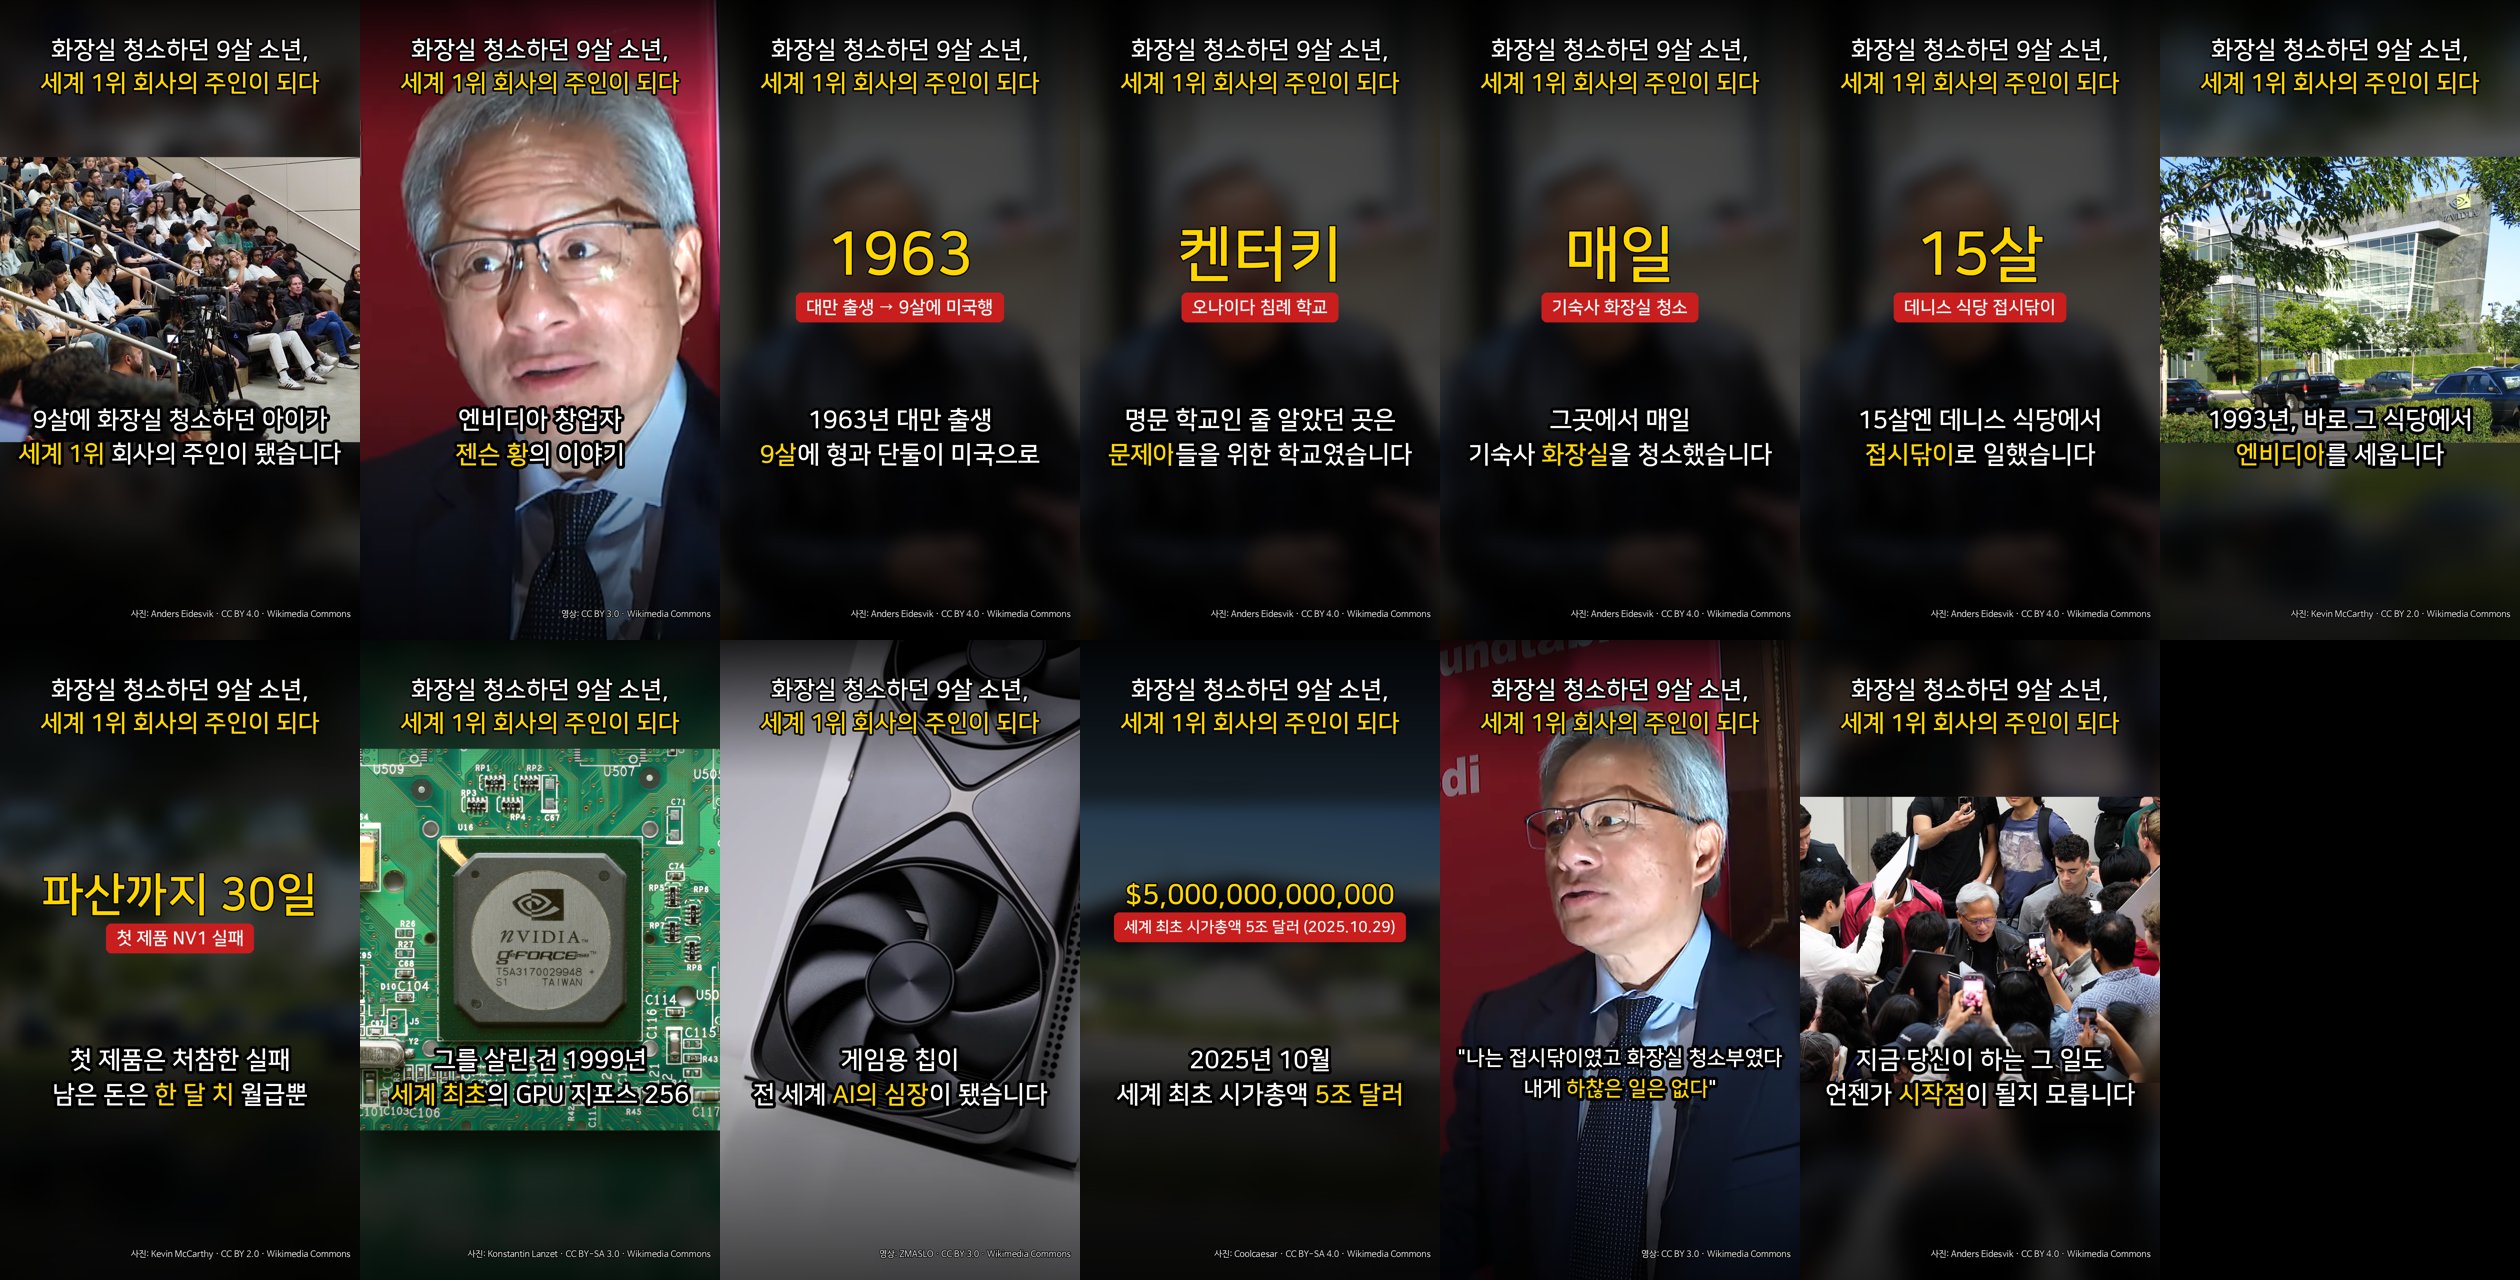 화장실 청소하던 9살 소년,
세계 1위 회사의 주인이 되다
9살에 화장실 청소하던 아이가
세계 1위 회사의 주인이 됐습니다
사진: Anders Eidesvik · CC BY 4.0 · Wikimedia Commons
화장실 청소하던 9살 소년,
세계 1위 회사의 주인이 되다
엔비디아 창업자
젠슨 황의 이야기
영상: CC BY 3.0 · Wikimedia Commons
화장실 청소하던 9살 소년,
세계 1위 회사의 주인이 되다
1963
대만 출생 → 9살에 미국행
1963년 대만 출생
9살에 형과 단둘이 미국으로
사진: Anders Eidesvik · CC BY 4.0 · Wikimedia Commons
화장실 청소하던 9살 소년,
세계 1위 회사의 주인이 되다
켄터키
오나이다 침례 학교
명문 학교인 줄 알았던 곳은
문제아들을 위한 학교였습니다
사진: Anders Eidesvik · CC BY 4.0 · Wikimedia Commons
화장실 청소하던 9살 소년,
세계 1위 회사의 주인이 되다
매일
기숙사 화장실 청소
그곳에서 매일
기숙사 화장실을 청소했습니다
사진: Anders Eidesvik · CC BY 4.0 · Wikimedia Commons
화장실 청소하던 9살 소년,
세계 1위 회사의 주인이 되다
15살
데니스 식당 접시닦이
15살엔 데니스 식당에서
접시닦이로 일했습니다
사진: Anders Eidesvik · CC BY 4.0 · Wikimedia Commons
화장실 청소하던 9살 소년,
세계 1위 회사의 주인이 되다
NVIDIA
1993년, 바로 그 식당에서
엔비디아를 세웁니다
사진: Kevin McCarthy · CC BY 2.0 · Wikimedia Commons
화장실 청소하던 9살 소년,
세계 1위 회사의 주인이 되다
파산까지 30일
첫 제품 NV1 실패
첫 제품은 처참한 실패
남은 돈은 한 달 치 월급뿐
사진: Kevin McCarthy · CC BY 2.0 · Wikimedia Commons
화장실 청소하던 9살 소년,
세계 1위 회사의 주인이 되다
U509
U507
RP1
RP2
RP3
RP4
C67
C71
U16
C74
RP5
RP6
RP7
RP8
R26
R27
C68
D10 C104
J5
Y2
C114
C116
C115
R43
nVIDIA™
GeFORCE
T5A3170029948 +
S1 TAIWAN
그를 살린 건 1999년
세계 최초의 GPU 지포스 256
C103
C106
R45
C117
사진: Konstantin Lanzet · CC BY-SA 3.0 · Wikimedia Commons
화장실 청소하던 9살 소년,
세계 1위 회사의 주인이 되다
게임용 칩이
전 세계 AI의 심장이 됐습니다
영상: ZMASLO · CC BY 3.0 · Wikimedia Commons
화장실 청소하던 9살 소년,
세계 1위 회사의 주인이 되다
$5,000,000,000,000
세계 최초 시가총액 5조 달러 (2025.10.29)
2025년 10월
세계 최초 시가총액 5조 달러
사진: Coolcaesar · CC BY-SA 4.0 · Wikimedia Commons
화장실 청소하던 9살 소년,
세계 1위 회사의 주인이 되다
"나는 접시닦이였고 화장실 청소부였다
내게 하찮은 일은 없다"
영상: CC BY 3.0 · Wikimedia Commons
화장실 청소하던 9살 소년,
세계 1위 회사의 주인이 되다
지금 당신이 하는 그 일도
언젠가 시작점이 될지 모릅니다
사진: Anders Eidesvik · CC BY 4.0 · Wikimedia Commons